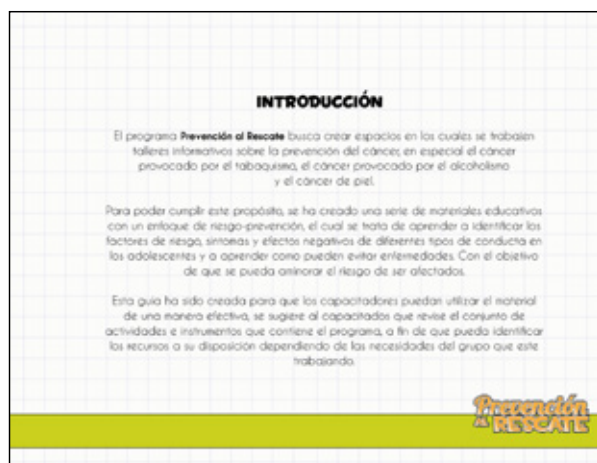 INTRODUCCIÓN
El programa Prevención al Rescate busca crear espacios en los cuales se trabajen
talleres informativos sobre la prevención del cáncer, en especial el cáncer
provocado por el tabaquismo, el cáncer provocado por el alcoholismo
y el cáncer de piel.
Para poder cumplir este propósito, se ha creado una serie de materiales educativos
con un enfoque de riesgo-prevención, el cual se trata de aprender a identificar los
factores de riesgo, síntomas y efectos negativos de diferentes tipos de conducta en
los adolescentes y a aprender como pueden evitar enfermedades. Con el objetivo
de que se pueda aminorar el riesgo de ser afectados.
Esta guía ha sido creada para que los capacitadores puedan utilizar el material
de una manera efectiva, se sugiere al capacitados que revise el conjunto de
actividades e instrumentos que contiene el programa, a fin de que pueda identificar
los recursos a su disposición dependiendo de las necesidades del grupo que este
trabajando.
Prevención
AL RESCATE